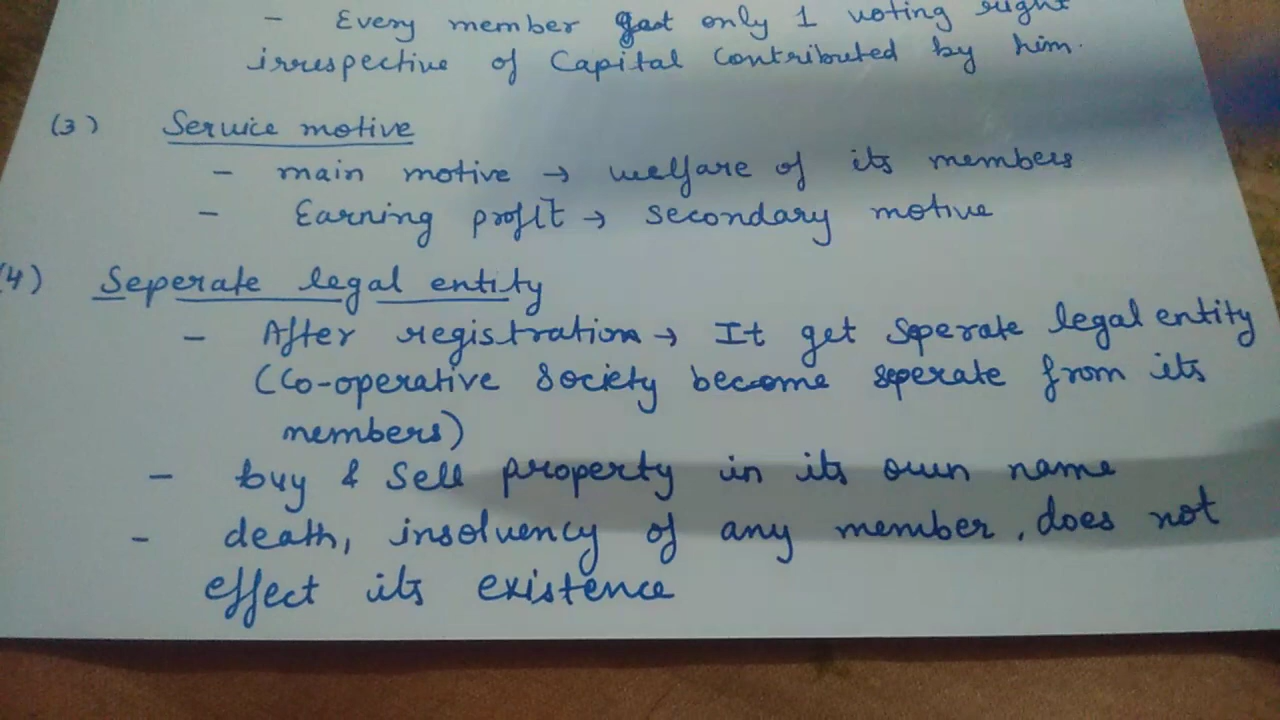 - Every member got only 1 voting right
irrespective of Capital Contributed by him.
(3) Service motive
- main motive → welfare of its members
- Earning profit → secondary motive
(4) Seperate legal entity
- After registration → It get Seperate legal entity
(Co-operative Society become seperate from its
members)
- buy & Sell property in its own name
- death, insolvency of any member, does not
effect its existence